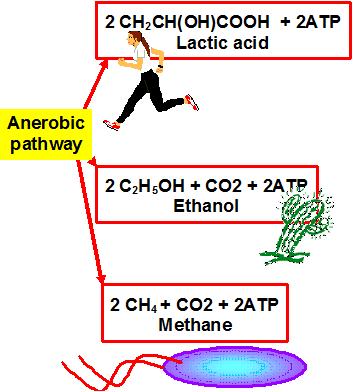 2 CH₂CH(OH)COOH + 2ATP
Lactic acid
Anerobic
pathway
2 C₂H₅OH + CO2 + 2ATP
Ethanol
2 CH₄ + CO2 + 2ATP
Methane